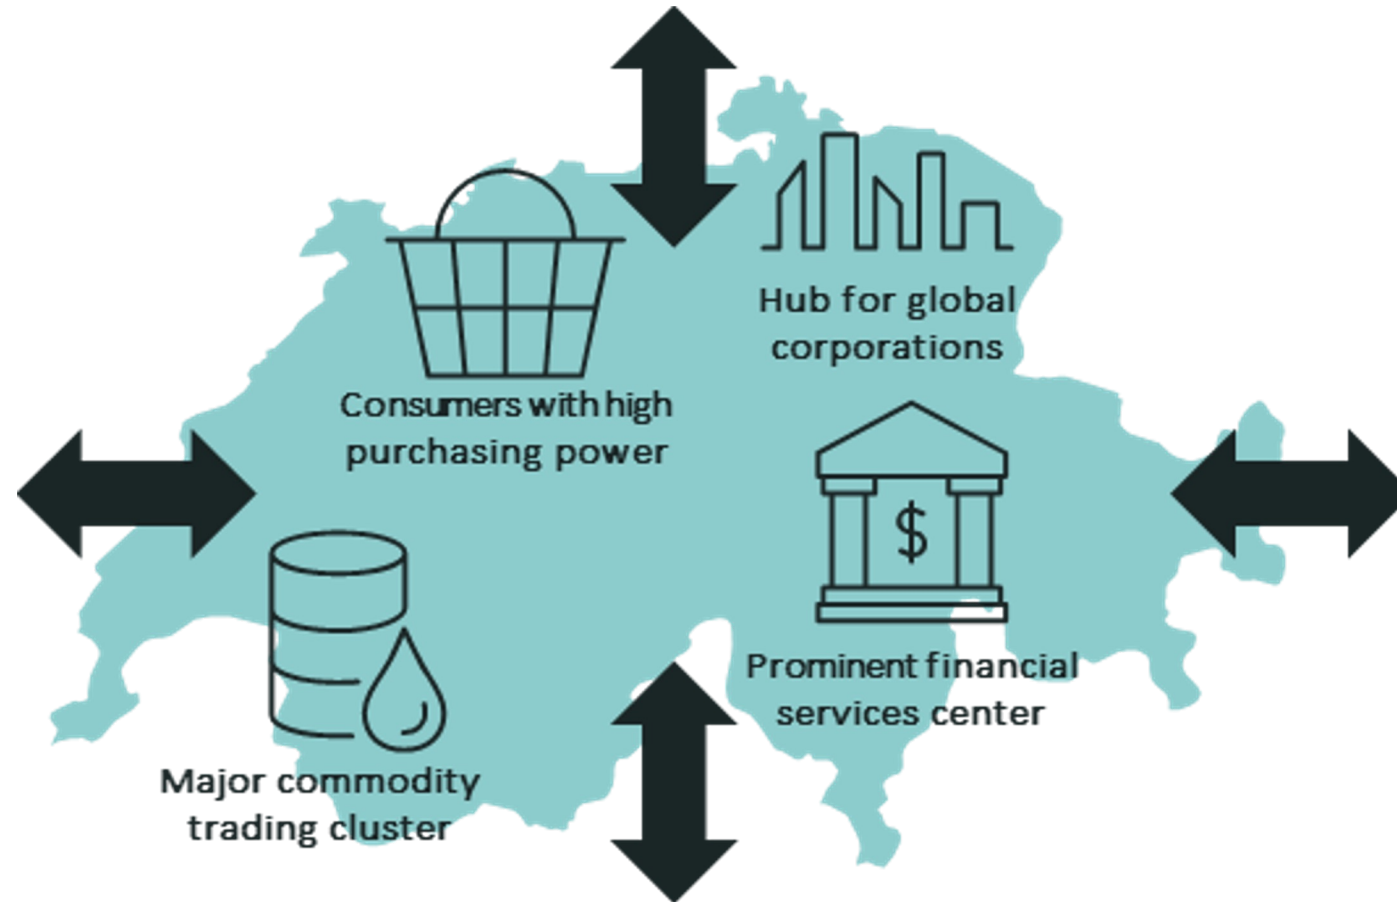 Hub for global
corporations
Consumers with high
purchasing power
$
Prominent financial
services center
Major commodity
trading cluster